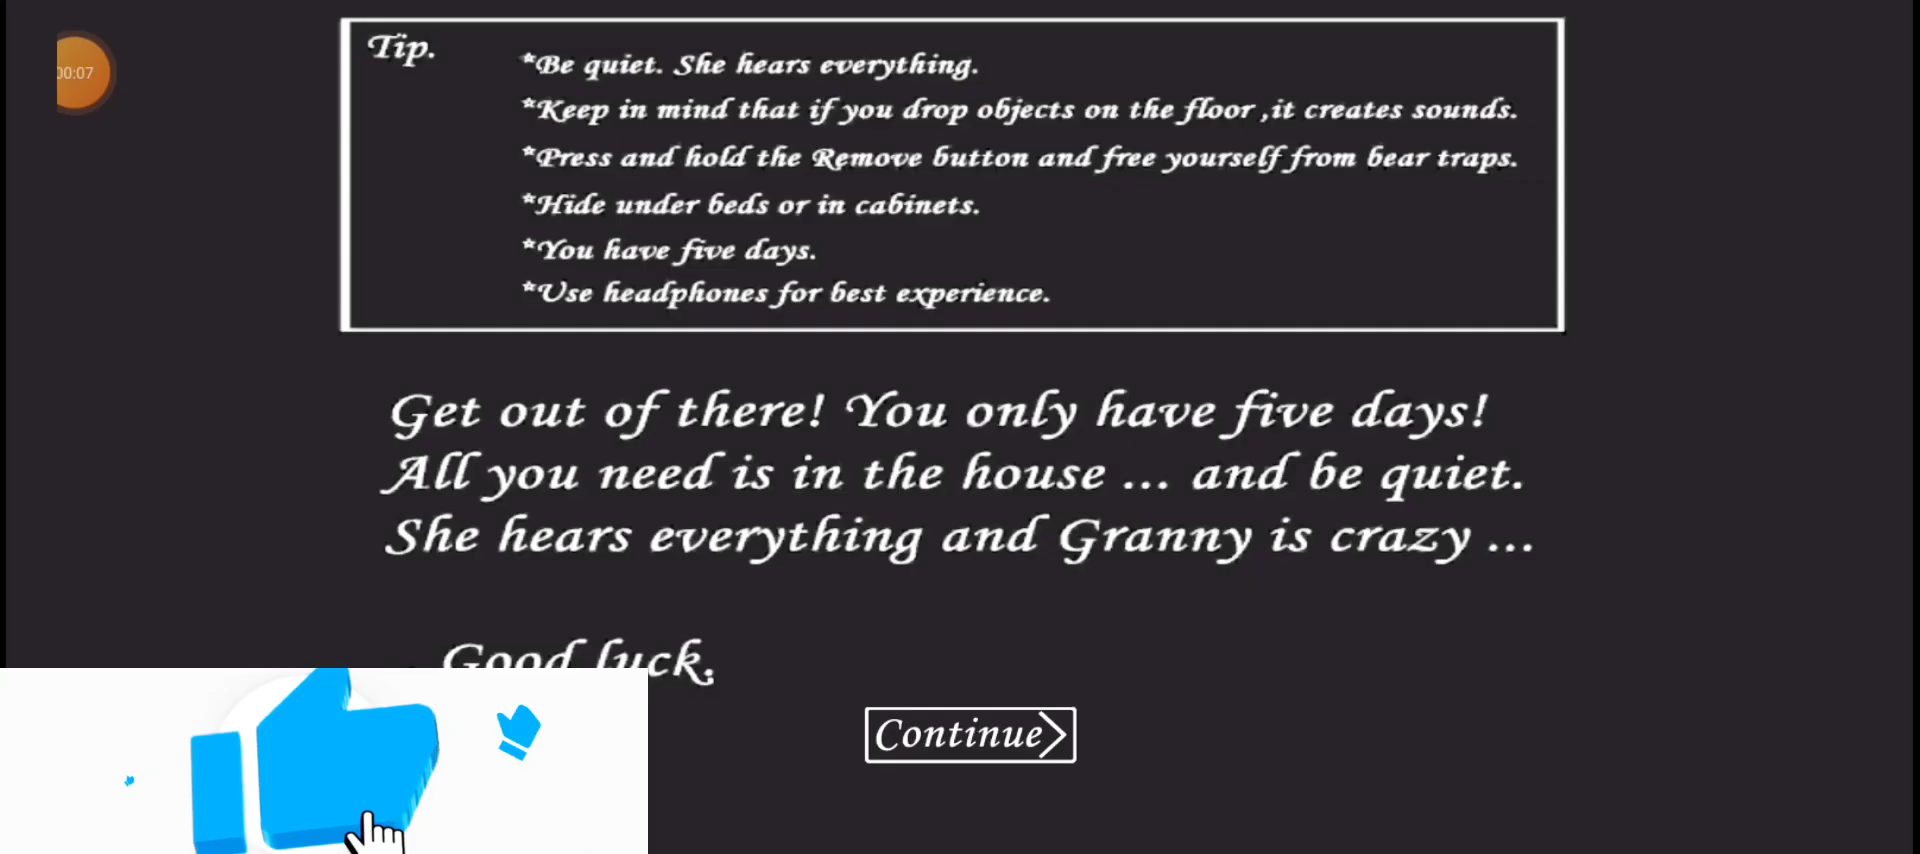 00:07
Tip.
*Be quiet. She hears everything.
*Keep in mind that if you drop objects on the floor ,it creates sounds.
*Press and hold the Remove button and free yourself from bear traps.
*Hide under beds or in cabinets.
*You have five days.
*Use headphones for best experience.
Get out of there! You only have five days!
All you need is in the house ... and be quiet.
She hears everything and Granny is crazy ...
Good luck.
Continue